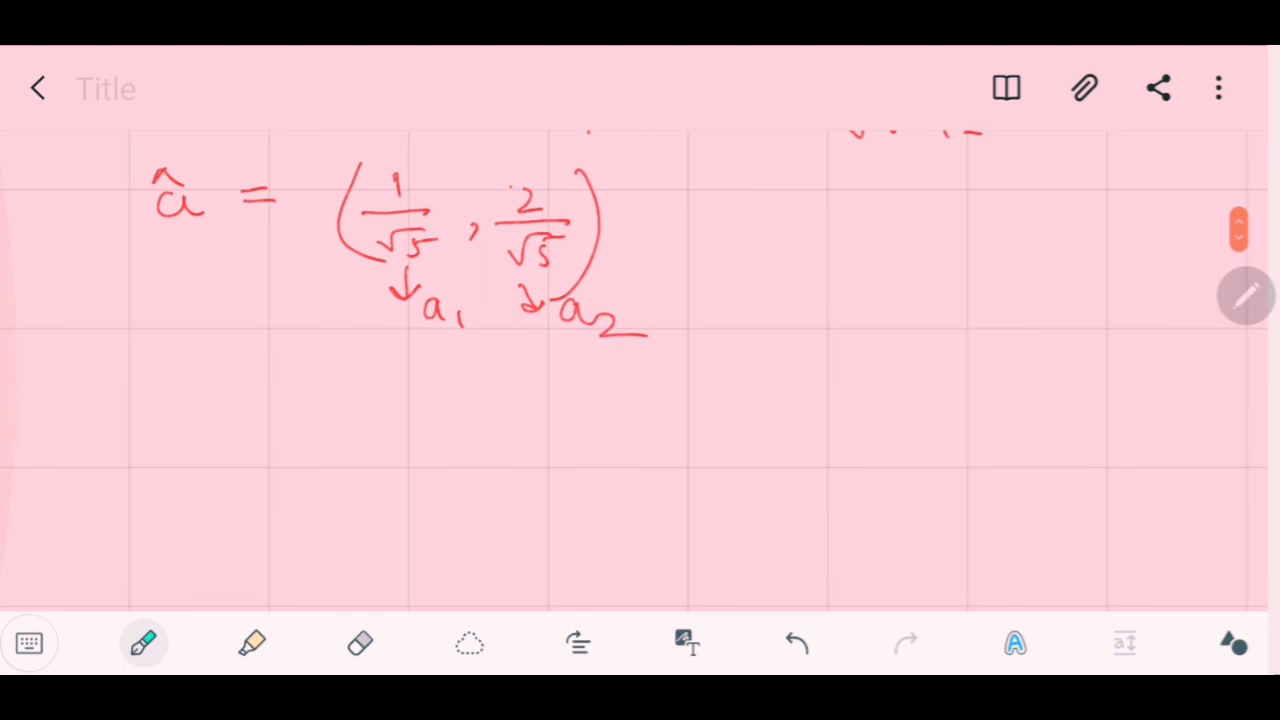 Title
â = (1/√5, 2/√5)
↓a₁ ↓a₂